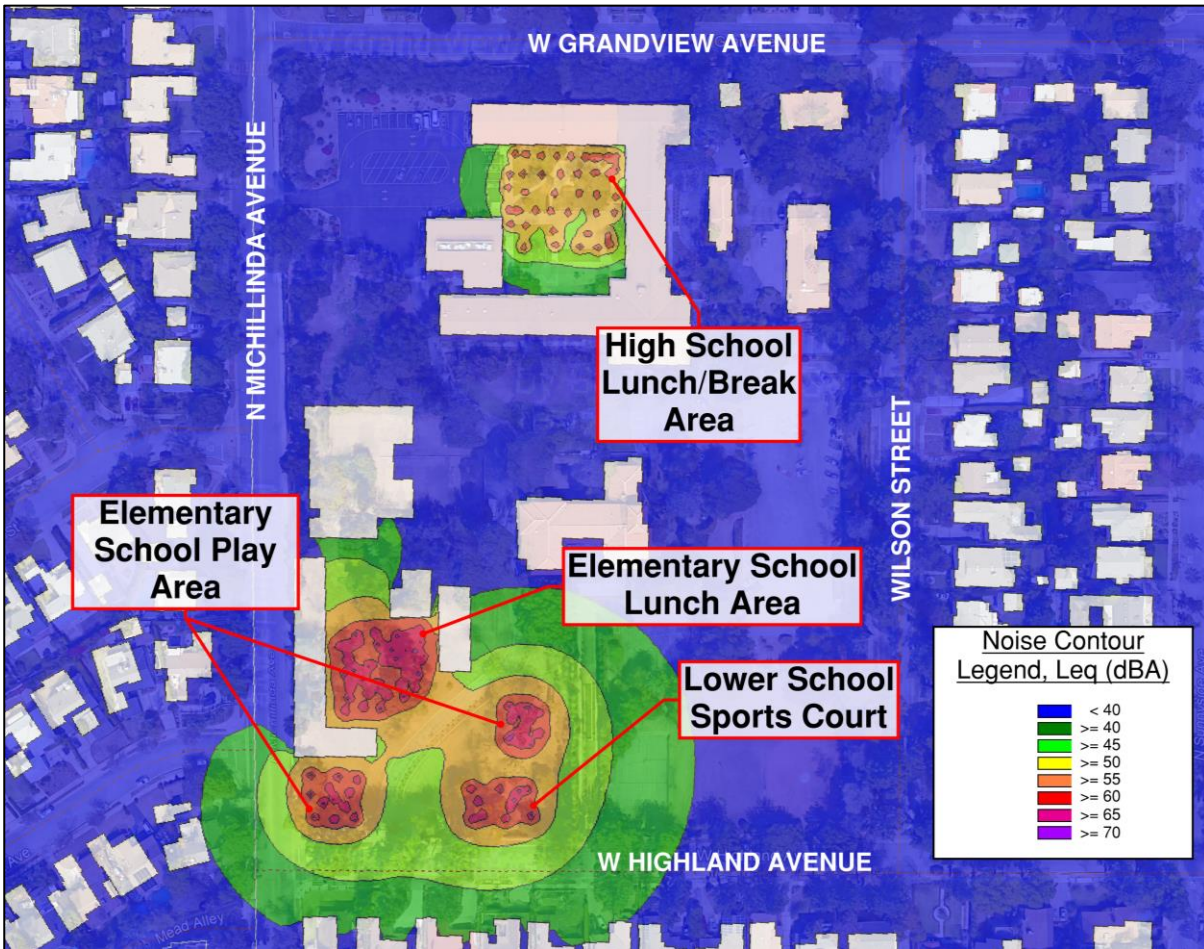 W GRANDVIEW AVENUE
N MICHILLINDA AVENUE
High School
Lunch/Break
Area
WILSON STREET
Elementary
School Play
Area
Elementary School
Lunch Area
Lower School
Sports Court
Noise Contour
Legend, Leq (dBA)
< 40
>= 40
>= 45
>= 50
>= 55
>= 60
>= 65
>= 70
W HIGHLAND AVENUE
Mead Alley